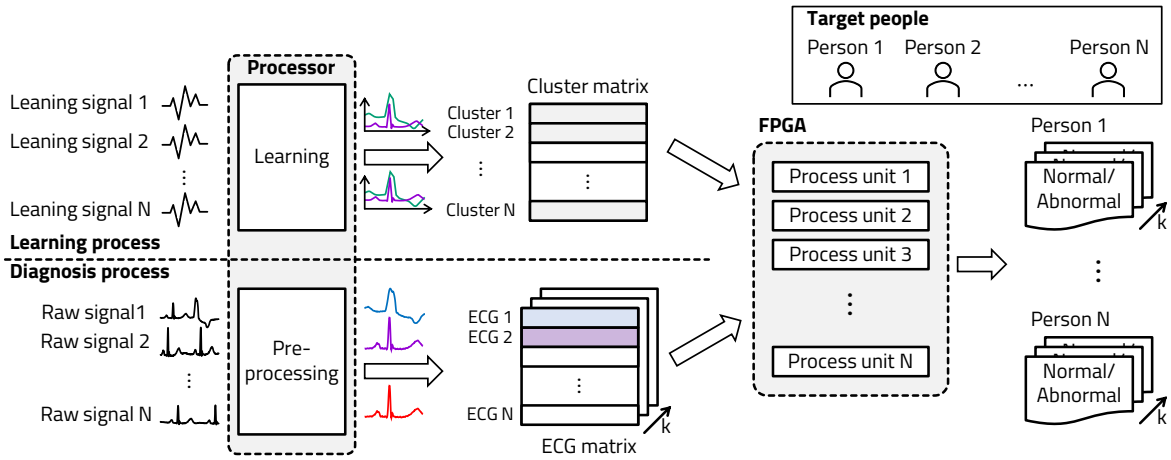 Target people
Person 1
Person 2
Person N
...
Processor
Leaning signal 1
Leaning signal 2
...
Leaning signal N
Learning
Cluster matrix
Cluster 1
Cluster 2
...
Cluster N
...
Learning process
Diagnosis process
Raw signal1
Raw signal 2
...
Raw signal N
Pre-
processing
ECG 1
ECG 2
ECG N
...
k
ECG matrix
FPGA
Process unit 1
Process unit 2
Process unit 3
...
Process unit N
Person 1
Normal/
Abnormal
k
...
Person N
Normal/
Abnormal
k